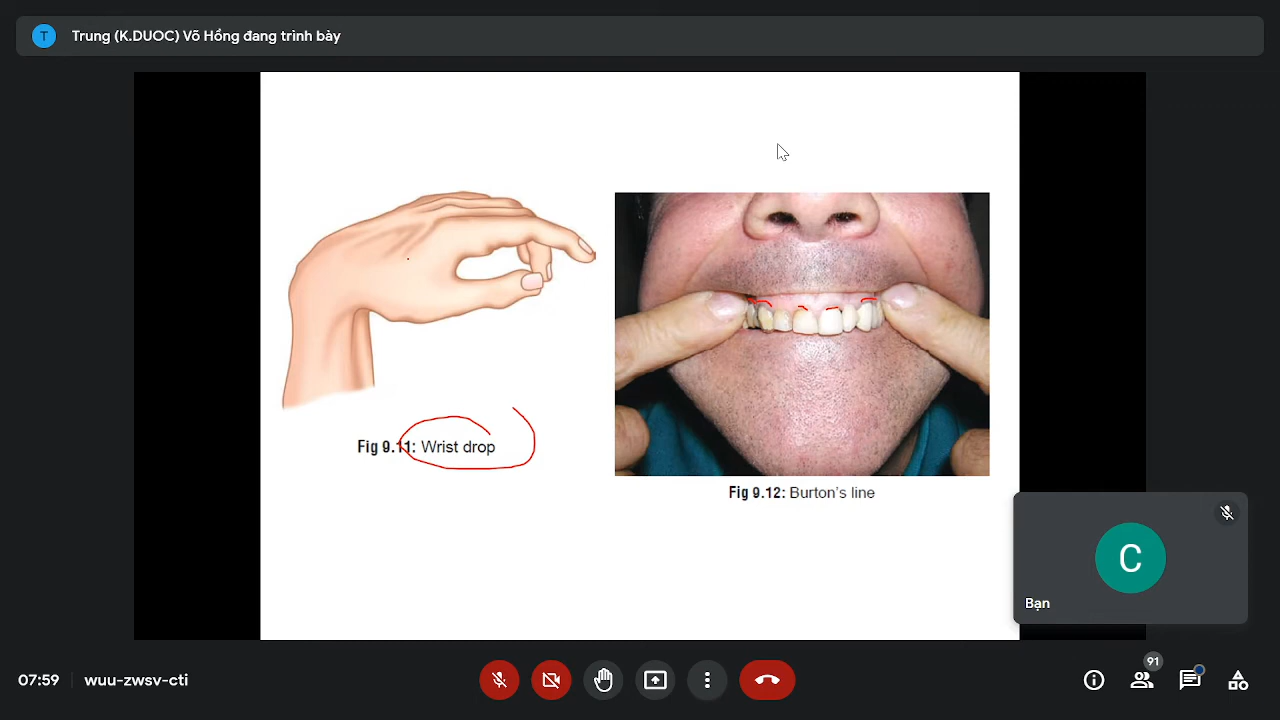 T
Trung (K.DUOC) Võ Hồng đang trình bày
Fig 9.11: Wrist drop
Fig 9.12: Burton's line
C
Bạn
07:59
wuu-zwsv-cti
91